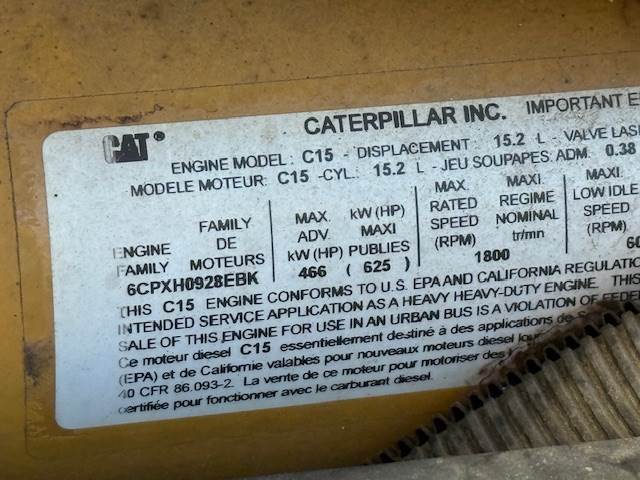 CAT® CATERPILLAR INC. IMPORTANT
ENGINE MODEL: C15 - DISPLACEMENT: 15.2 L - VALVE LAS
MODELE MOTEUR: C15 -CYL.: 15.2 L - JEU SOUPAPES: ADM. 0.38
ENGINE FAMILY
FAMILY DE MOTEURS
6CPXH0928EBK
MAX. ADV. kW (HP)
kW (HP) MAXI PUBLIES
466 (625)
MAX. RATED SPEED (RPM)
MAXI. REGIME NOMINAL tr/mn
1800
MAXI.
LOW IDLE SPEED (RPM)
60
THIS C15 ENGINE CONFORMS TO U.S. EPA AND CALIFORNIA REGULATIO
INTENDED SERVICE APPLICATION AS A HEAVY HEAVY-DUTY ENGINE. THIS
SALE OF THIS ENGINE FOR USE IN AN URBAN BUS IS A VIOLATION OF FEDE
Ce moteur diesel C15 essentiellement destiné à des applications de
(EPA) et de Californie valables pour nouveaux moteurs diesel
40 CFR 86.093-2. La vente de ce moteur pour motoriser des
certifiée pour fonctionner avec le carburant diesel.